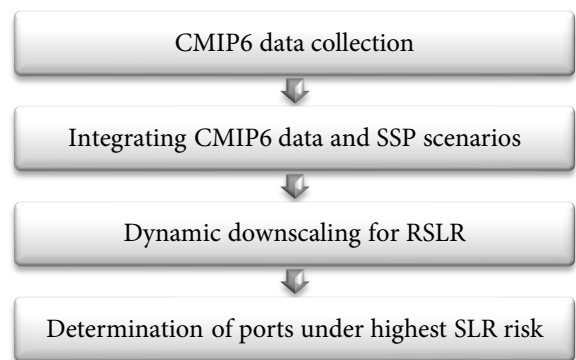 CMIP6 data collection
Integrating CMIP6 data and SSP scenarios
Dynamic downscaling for RSLR
Determination of ports under highest SLR risk